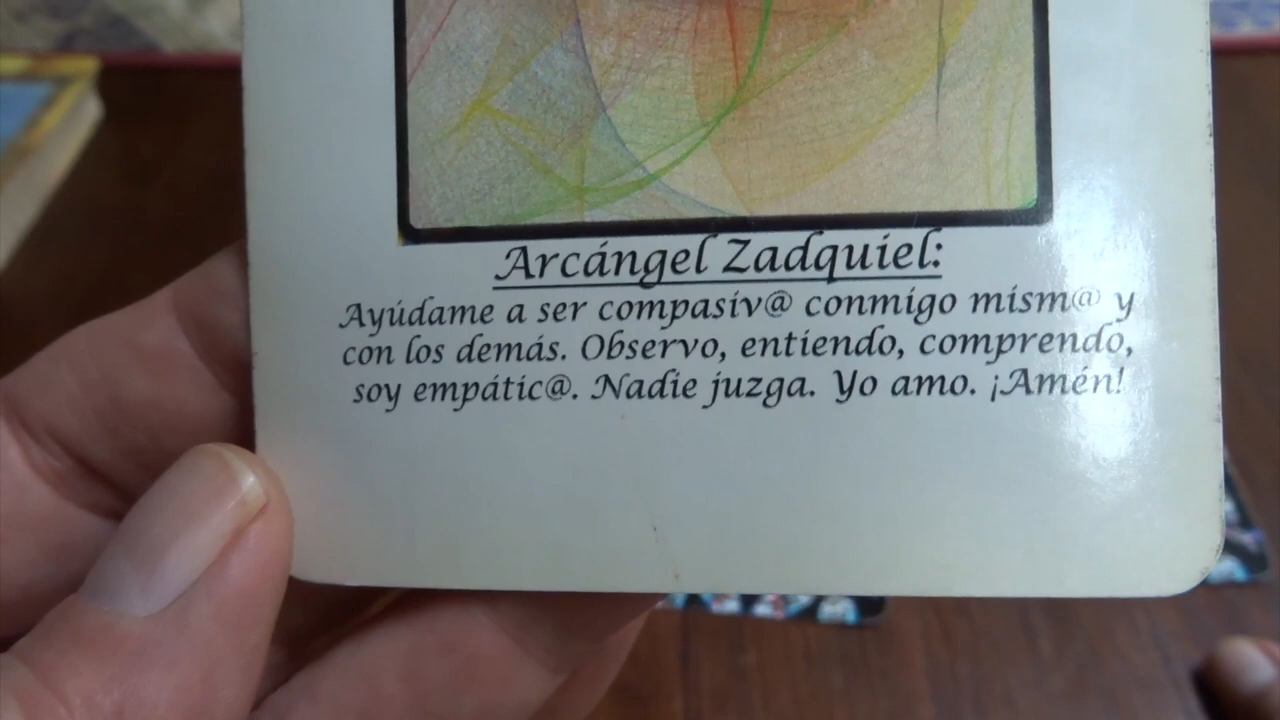 Arcángel Zadquiel:
Ayúdame a ser compasiv@ conmigo mism@ y
con los demás. Observo, entiendo, comprendo,
soy empátic@. Nadie juzga. Yo amo. ¡Amén!